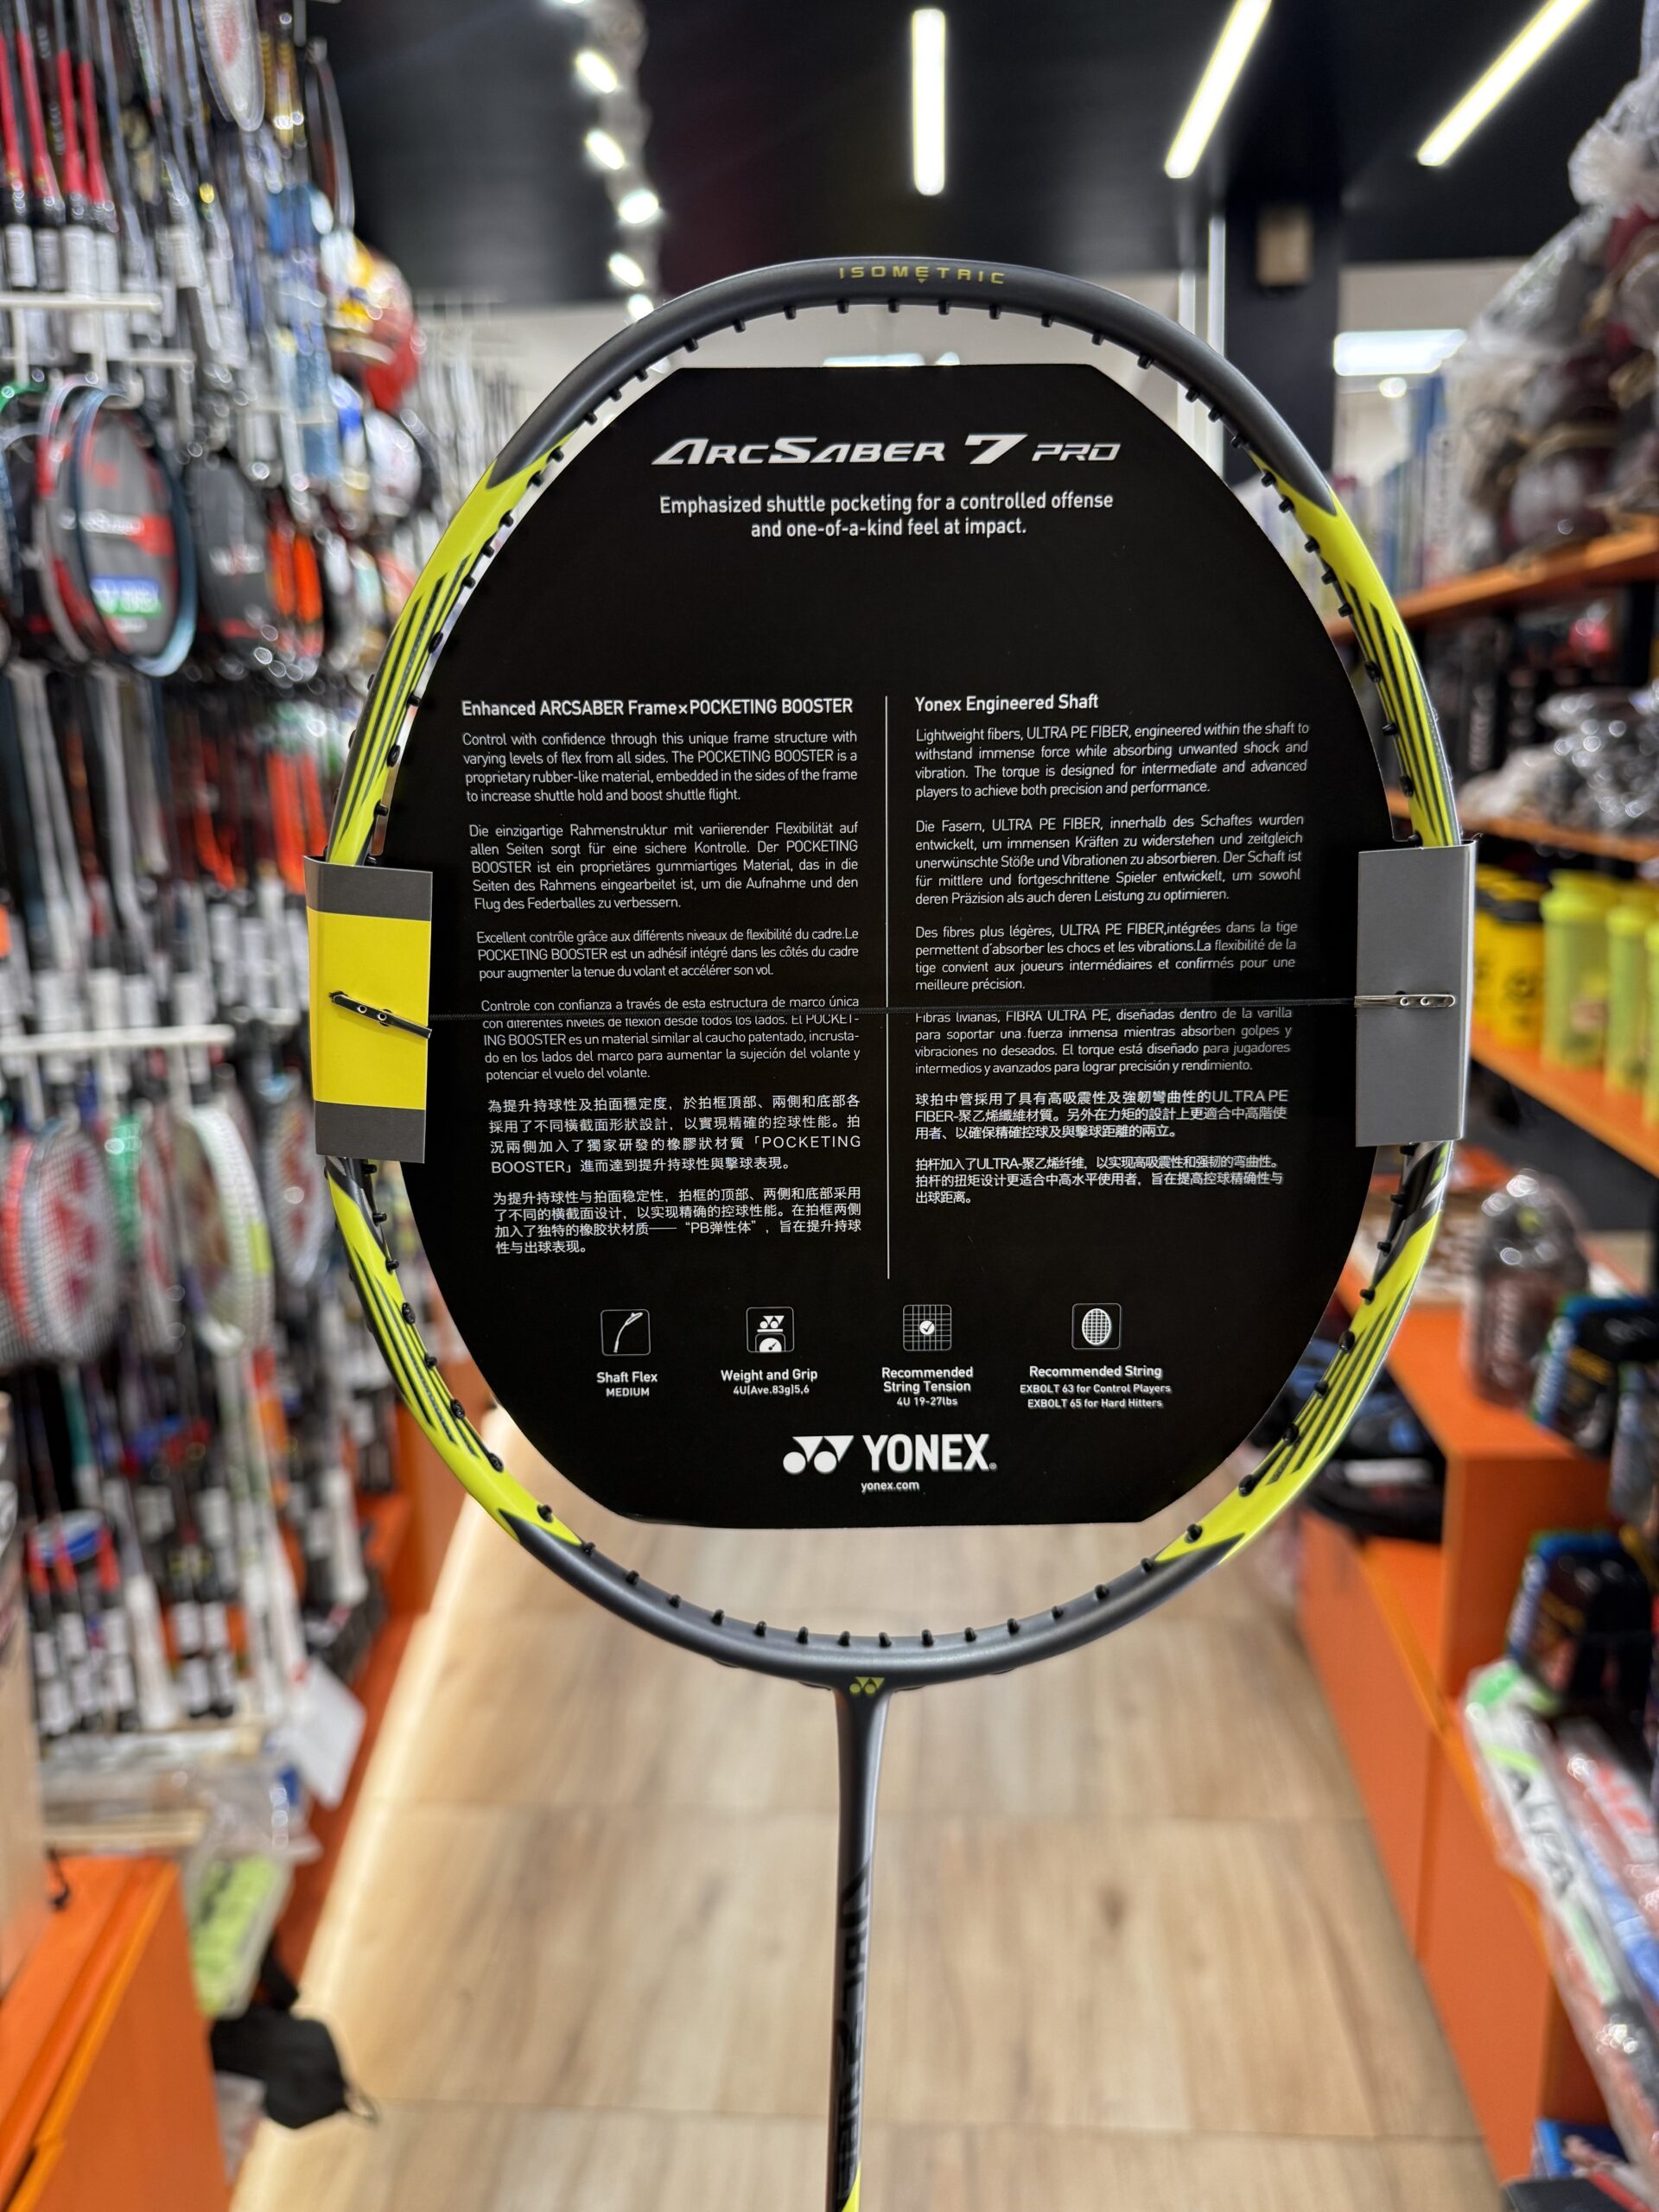 ISOMETRIC
ARCSABER 7 PRO
Emphasized shuttle pocketing for a controlled offense
and one-of-a-kind feel at impact.
Enhanced ARCSABER Frame×POCKETING BOOSTER
Control with confidence through this unique frame structure with
varying levels of flex from all sides. The POCKETING BOOSTER is a
proprietary rubber-like material, embedded in the sides of the frame
to increase shuttle hold and boost shuttle flight.
Die einzigartige Rahmenstruktur mit variierender Flexibilität auf
allen Seiten sorgt für eine sichere Kontrolle. Der POCKETING
BOOSTER ist ein proprietäres gummiartiges Material, das in die
Seiten des Rahmens eingearbeitet ist, um die Aufnahme und den
Flug des Federballes zu verbessern.
Excellent contrôle grâce aux différents niveaux de flexibilité du cadre.Le
POCKETING BOOSTER est un adhésif intégré dans les côtés du cadre
pour augmenter la tenue du volant et accélérer son vol.
Controle con confianza a través de esta estructura de marco única
con diferentes niveles de flexión desde todos los lados. El POCKET-
ING BOOSTER es un material similar al caucho patentado, incrusta-
do en los lados del marco para aumentar la sujeción del volante y
potenciar el vuelo del volante.
為提升持球性及拍面穩定度，於拍框頂部、兩側和底部各
採用了不同橫截面形狀設計，以實現精確的控球性能。拍
況兩側加入了獨家研發的橡膠狀材質「POCKETING
BOOSTER」進而達到提升持球性與擊球表現。
为提升持球性与拍面稳定性，拍框的顶部、两侧和底部采用
了不同的横截面设计，以实现精确的控球性能。在拍框两侧
加入了独特的橡胶状材质——“PB弹性体”，旨在提升持球
性与出球表现。
Yonex Engineered Shaft
Lightweight fibers, ULTRA PE FIBER, engineered within the shaft to
withstand immense force while absorbing unwanted shock and
vibration. The torque is designed for intermediate and advanced
players to achieve both precision and performance.
Die Fasern, ULTRA PE FIBER, innerhalb des Schaftes wurden
entwickelt, um immensen Kräften zu widerstehen und zeitgleich
unerwünschte Stöße und Vibrationen zu absorbieren. Der Schaft ist
für mittlere und fortgeschrittene Spieler entwickelt, um sowohl
deren Präzision als auch deren Leistung zu optimieren.
Des fibres plus légères, ULTRA PE FIBER,intégrées dans la tige
permettent d'absorber les chocs et les vibrations.La flexibilité de la
tige convient aux joueurs intermédiaires et confirmés pour une
meilleure précision.
Fibras livianas, FIBRA ULTRA PE, diseñadas dentro de la varilla
para soportar una fuerza inmensa mientras absorben golpes y
vibraciones no deseados. El torque está diseñado para jugadores
intermedios y avanzados para lograr precisión y rendimiento.
球拍中管採用了具有高吸震性及強韌彎曲性的ULTRA PE
FIBER-聚乙烯纖維材質。另外在力矩的設計上更適合中高階使
用者、以確保精確控球及與擊球距離的兩立。
拍杆加入了ULTRA-聚乙烯纤维，以实现高吸震性和强韧的弯曲性。
拍杆的扭矩设计更适合中高水平使用者，旨在提高控球精确性与
出球距离。
Shaft Flex
MEDIUM
Weight and Grip
4U(Ave.83g)5,6
Recommended
String Tension
4U 19-27lbs
Recommended String
EXBOLT 63 for Control Players
EXBOLT 65 for Hard Hitters
YONEX®
yonex.com